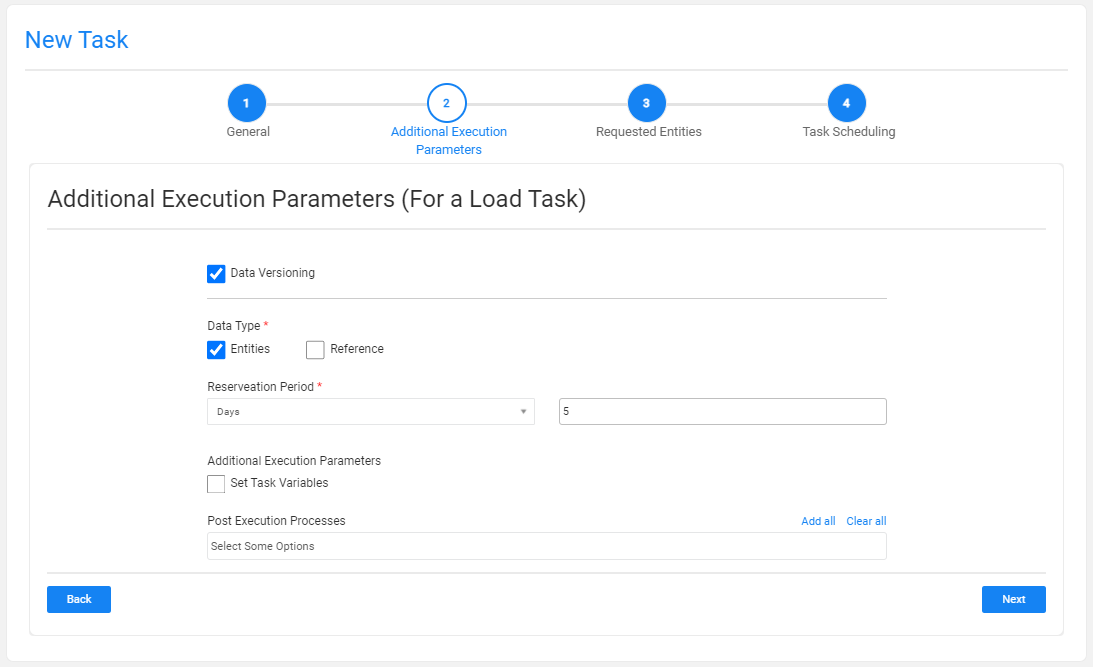 New Task
1
2
3
4
General
Additional Execution
Parameters
Requested Entities
Task Scheduling
Additional Execution Parameters (For a Load Task)
Data Versioning
Data Type *
Entities
Reference
Reserveation Period *
Days
5
Additional Execution Parameters
Set Task Variables
Post Execution Processes
Add all
Clear all
Select Some Options
Back
Next